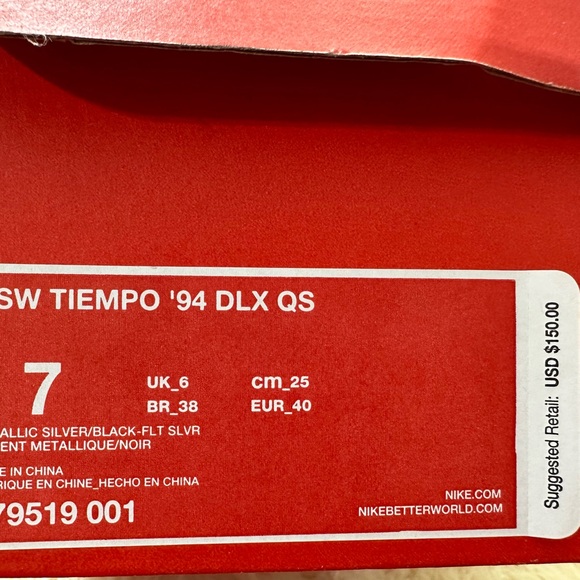 SW TIEMPO '94 DLX QS
7
UK_6 cm_25
BR_38 EUR_40
ALLIC SILVER/BLACK-FLT SLVR
ENT METALLIQUE/NOIR
E IN CHINA
RIQUE EN CHINE_HECHO EN CHINA
79519 001
NIKE.COM
NIKEBETTERWORLD.COM
Suggested Retail: USD $150.00